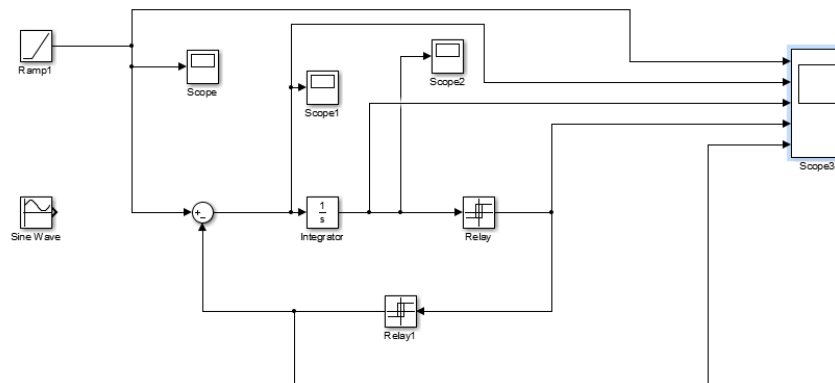 Ramp1
Scope
Scope1
Scope2
Scope3
Sine Wave
+
−
1
s
Integrator
Relay
Relay1